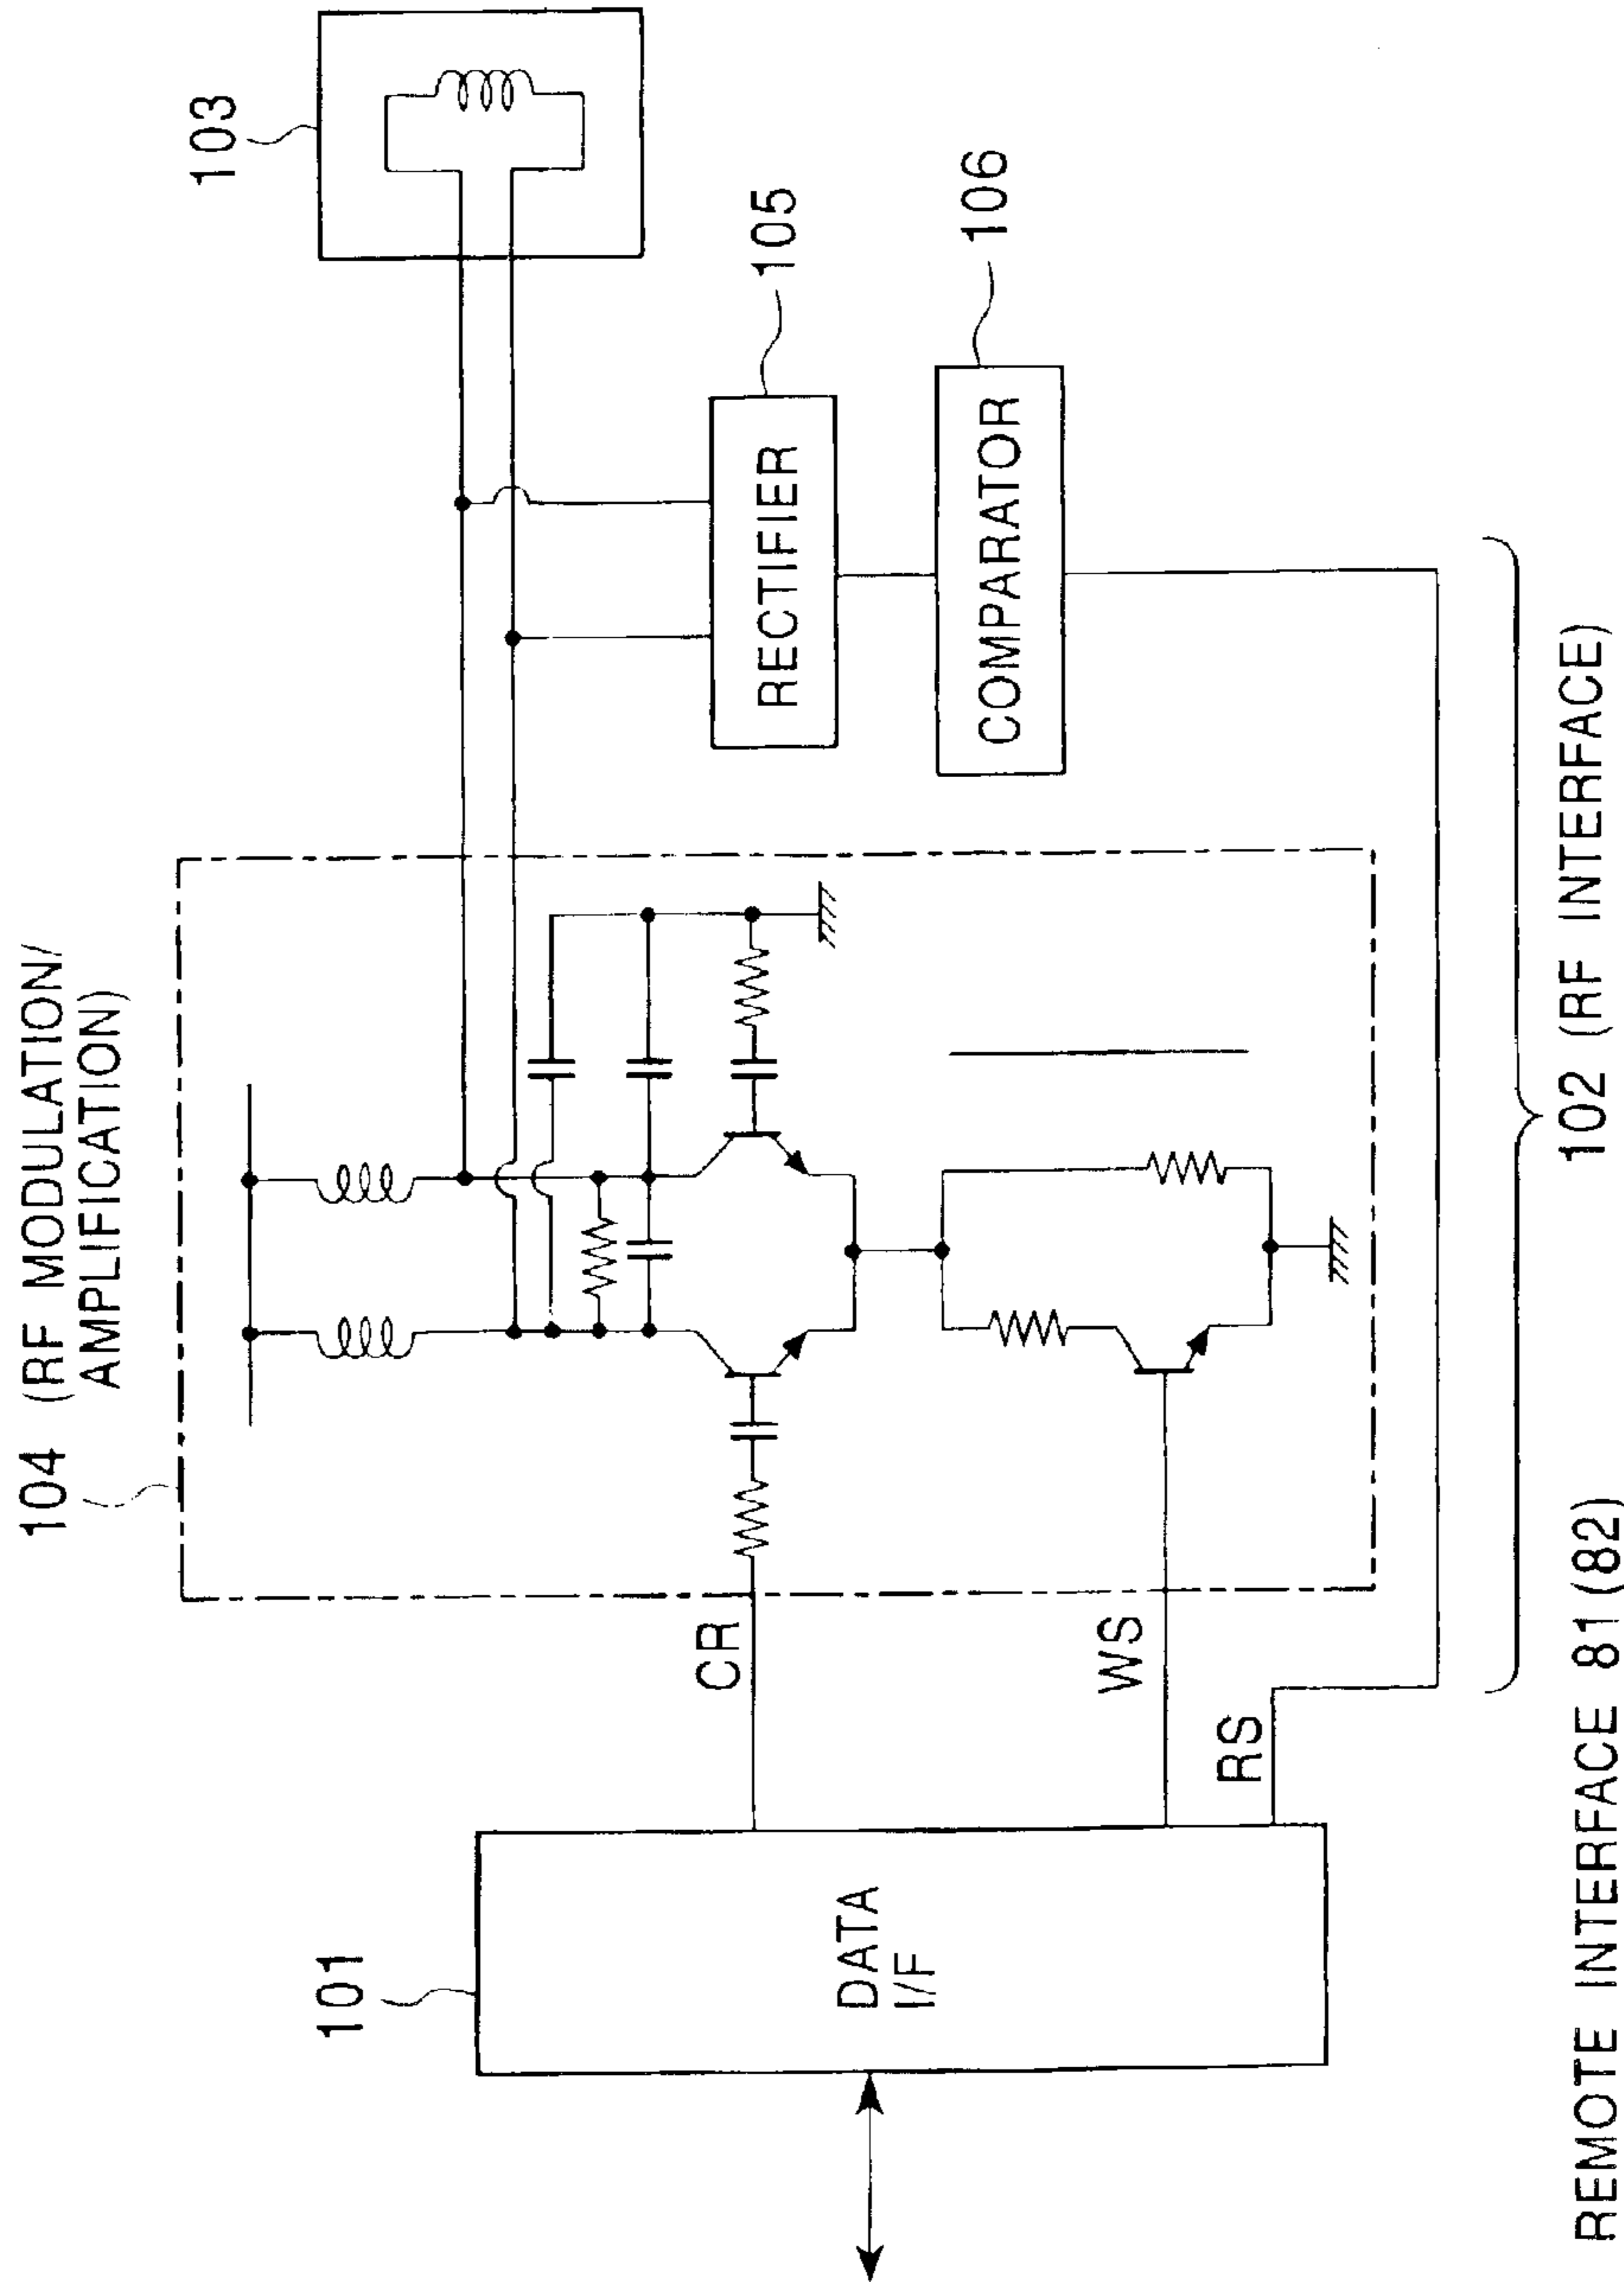 104 (RF MODULATION/
AMPLIFICATION)
103
105
RECTIFIER
106
COMPARATOR
101
DATA
I/F
CR
WS
RS
102 (RF INTERFACE)
REMOTE INTERFACE 81(82)